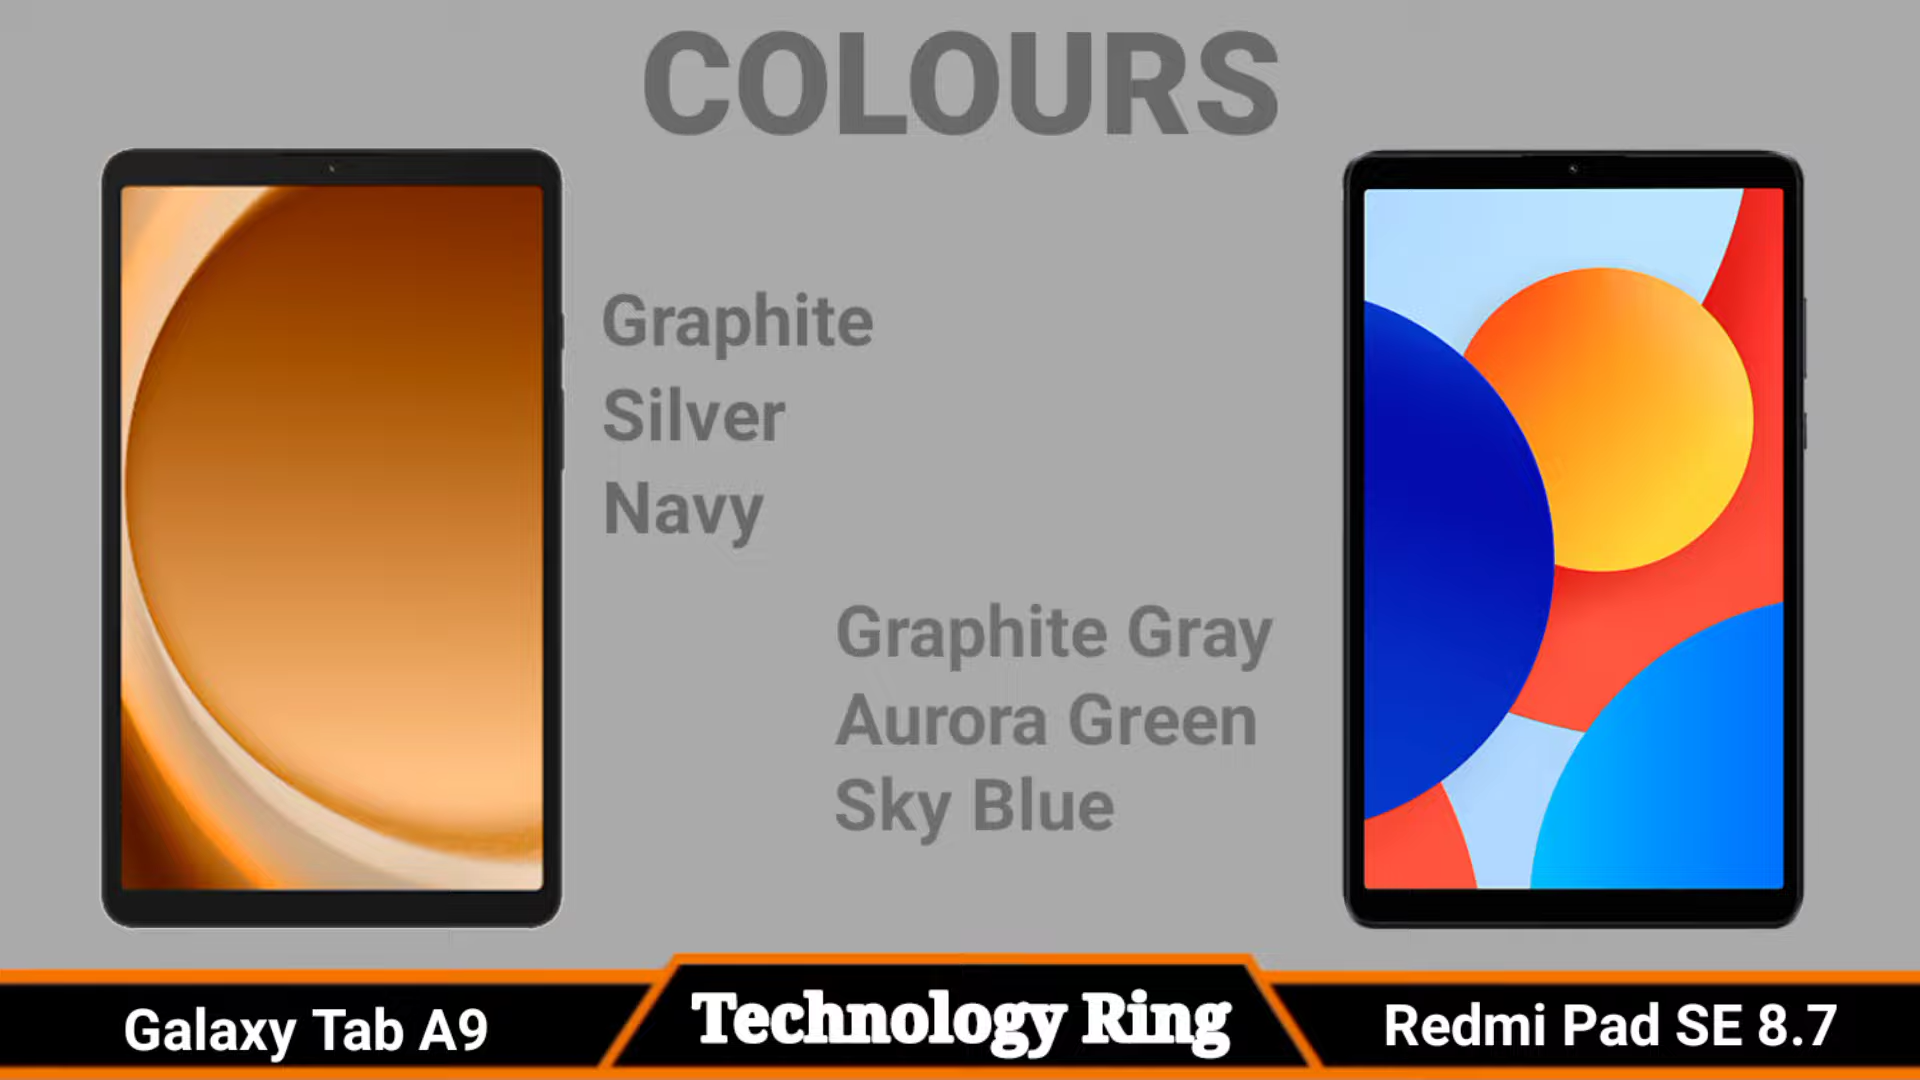 COLOURS
Graphite
Silver
Navy
Graphite Gray
Aurora Green
Sky Blue
Galaxy Tab A9
Technology Ring
Redmi Pad SE 8.7